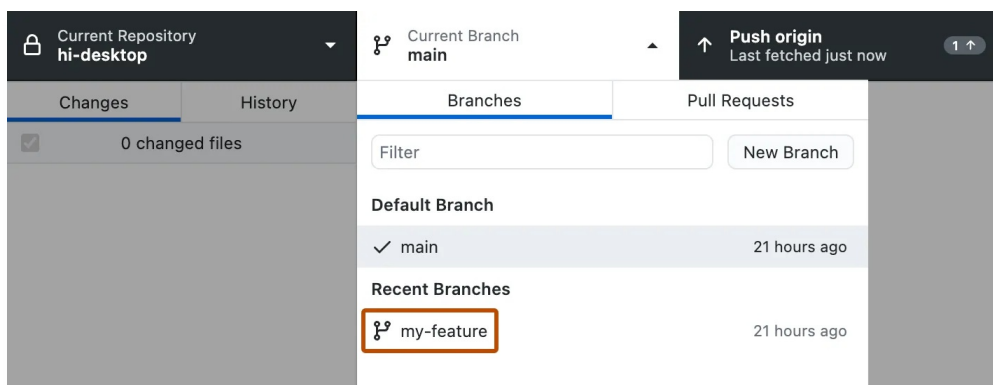 Current Repository
hi-desktop
Current Branch
main
Push origin
Last fetched just now
1↑
Changes
History
Branches
Pull Requests
0 changed files
Filter
New Branch
Default Branch
main
21 hours ago
Recent Branches
my-feature
21 hours ago